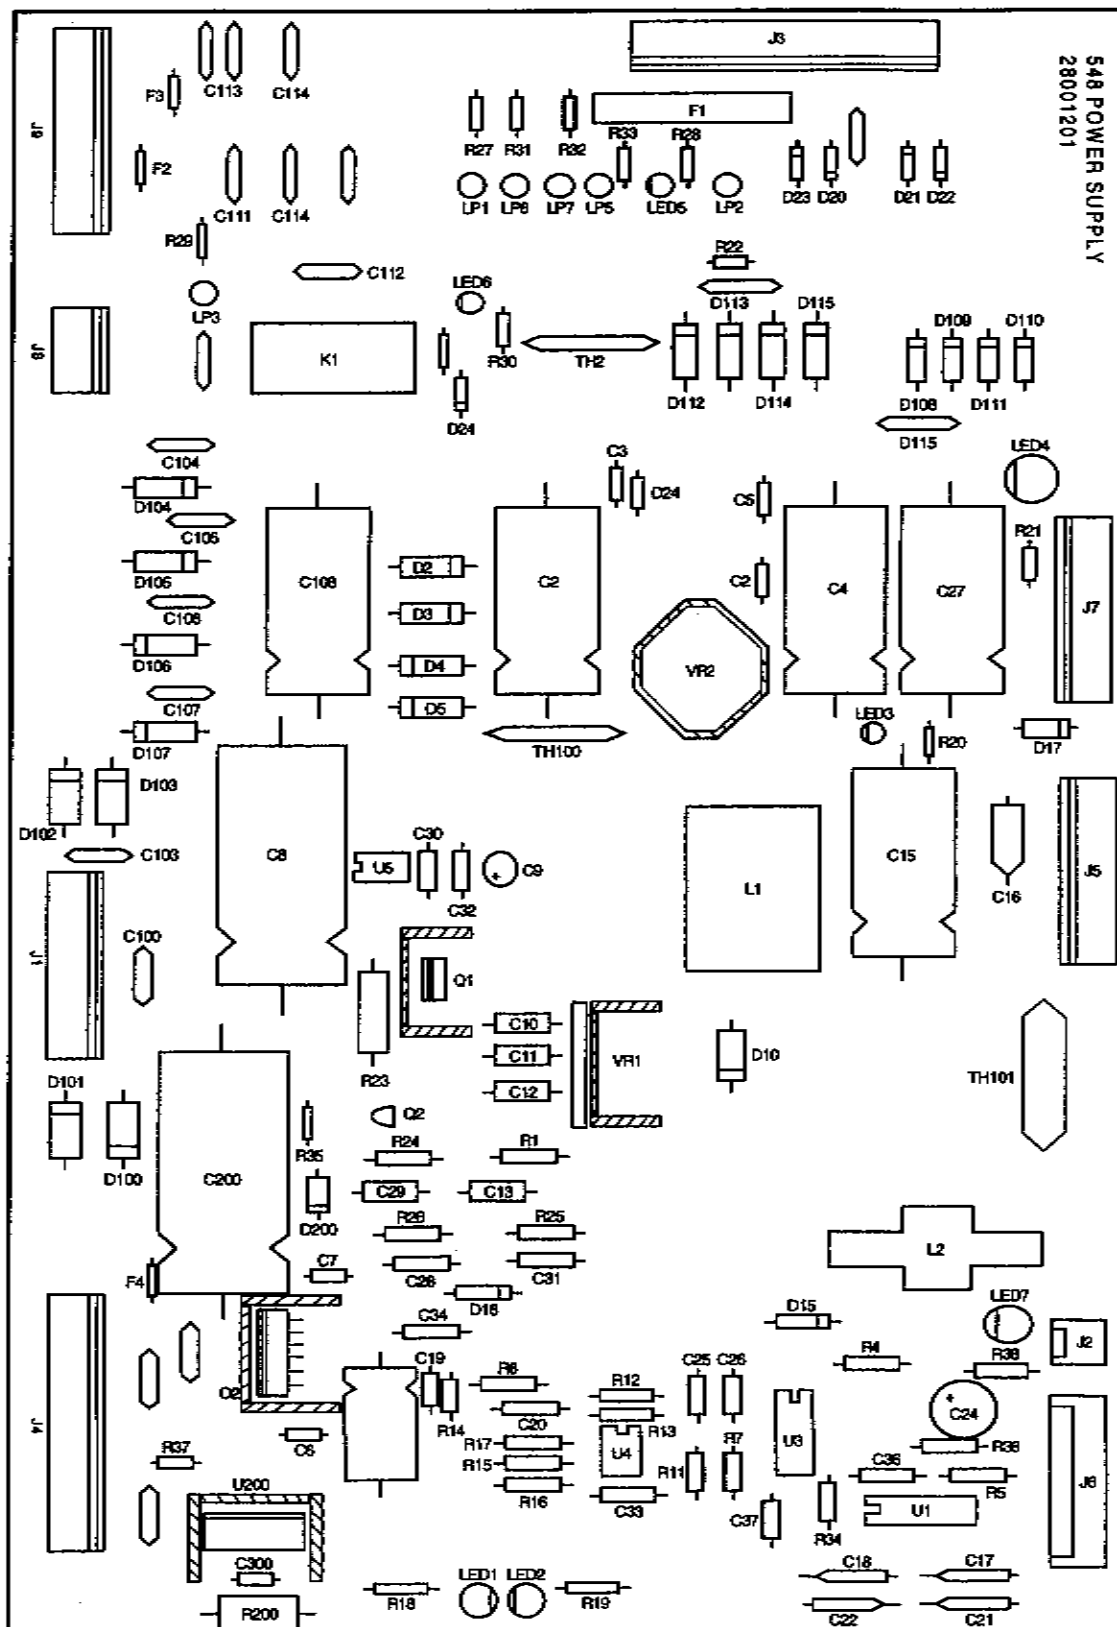 548 POWER SUPPLY
28001201
J3
F3
C113
C114
F1
J9
R27
R31
R32
R33
R28
F2
LP1
LP6
LP7
LP5
LED5
LP2
D23
D20
D21
D22
C111
C114
R29
C112
LED6
R22
LP3
D113
D115
D109
D110
J8
K1
R30
TH2
D112
D114
D108
D111
D24
D115
C104
C3
LED4
D104
D24
C5
C105
R21
D105
C108
D2
C2
C2
C4
C27
J7
C106
D3
D106
D4
VR2
C107
D5
LED3
D107
TH100
R20
D17
D103
D102
C30
C103
C8
U5
C9
C15
J5
C32
L1
C16
C100
J1
Q1
C10
R23
C11
VR1
D10
TH101
D101
C12
Q2
R35
R24
R1
D100
C200
C29
C13
D200
R26
R25
L2
C7
F4
C28
C31
D16
LED7
D15
C34
J2
C19
R6
C25
C26
R4
R38
Q2
R12
R14
C20
R13
C24
J4
C6
R17
R37
R15
U4
R11
R7
U3
R36
C36
U200
R16
C33
R5
J6
C37
R34
U1
C300
LED1
LED2
C18
C17
R18
R19
R200
C22
C21